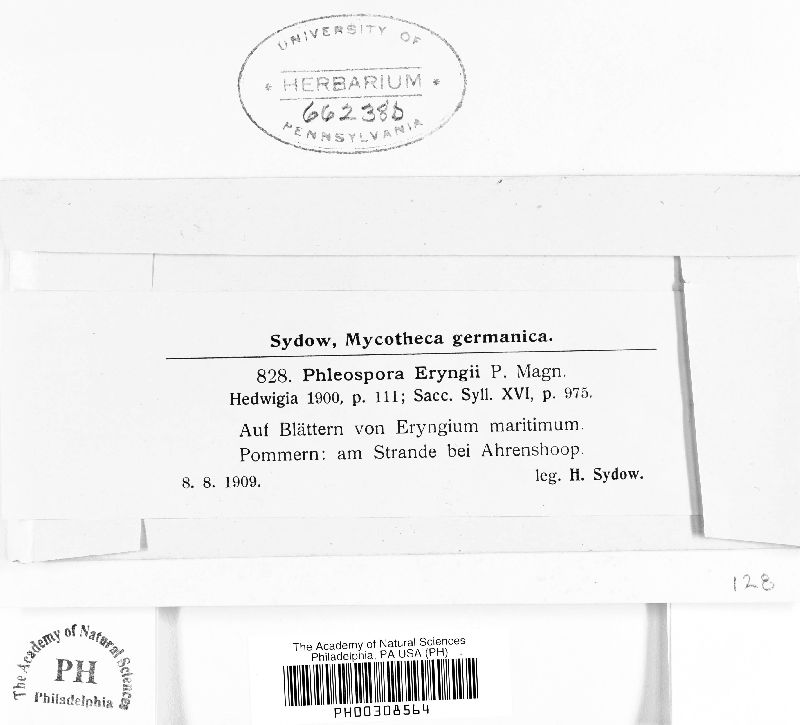 UNIVERSITY OF
* HERBARIUM *
66238b
PENNSYLVANIA
Sydow, Mycotheca germanica.
828. Phleospora Eryngii P. Magn.
Hedwigia 1900, p. 111; Sacc. Syll. XVI, p. 975.
Auf Blättern von Eryngium maritimum.
Pommern: am Strande bei Ahrenshoop.
8. 8. 1909. leg. H. Sydow.
128
The Academy of Natural Sciences
PH
Philadelphia
The Academy of Natural Sciences
Philadelphia, PA USA (PH)
PH00308564